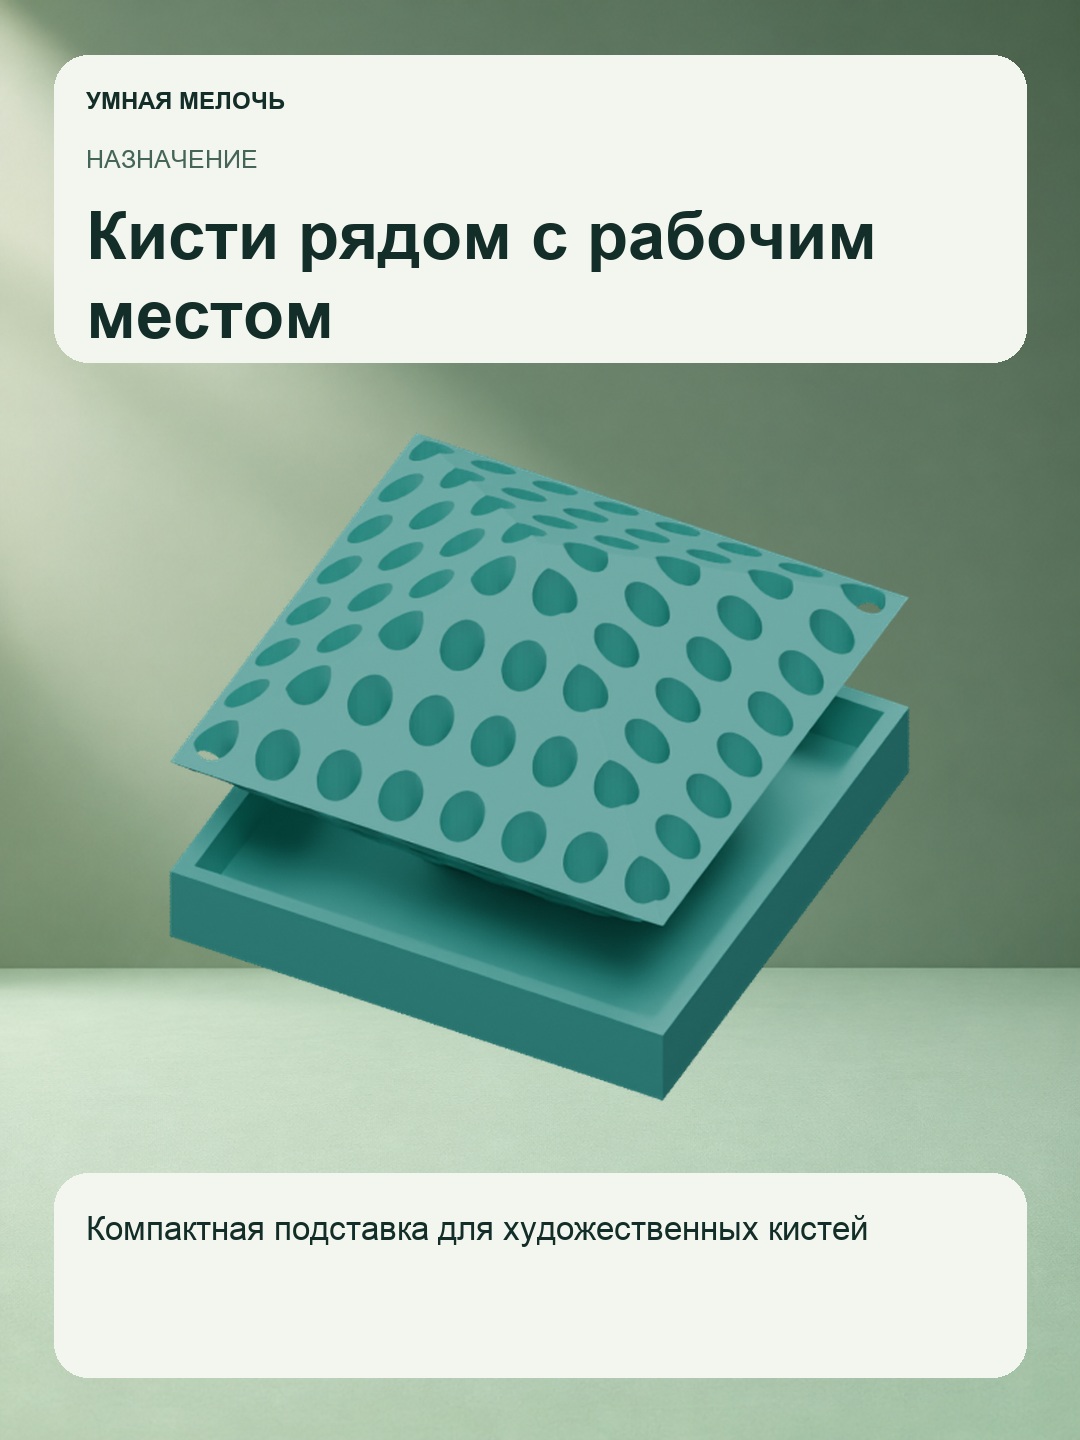 УМНАЯ МЕЛОЧЬ
НАЗНАЧЕНИЕ
Кисти рядом с рабочим
местом
Компактная подставка для художественных кистей